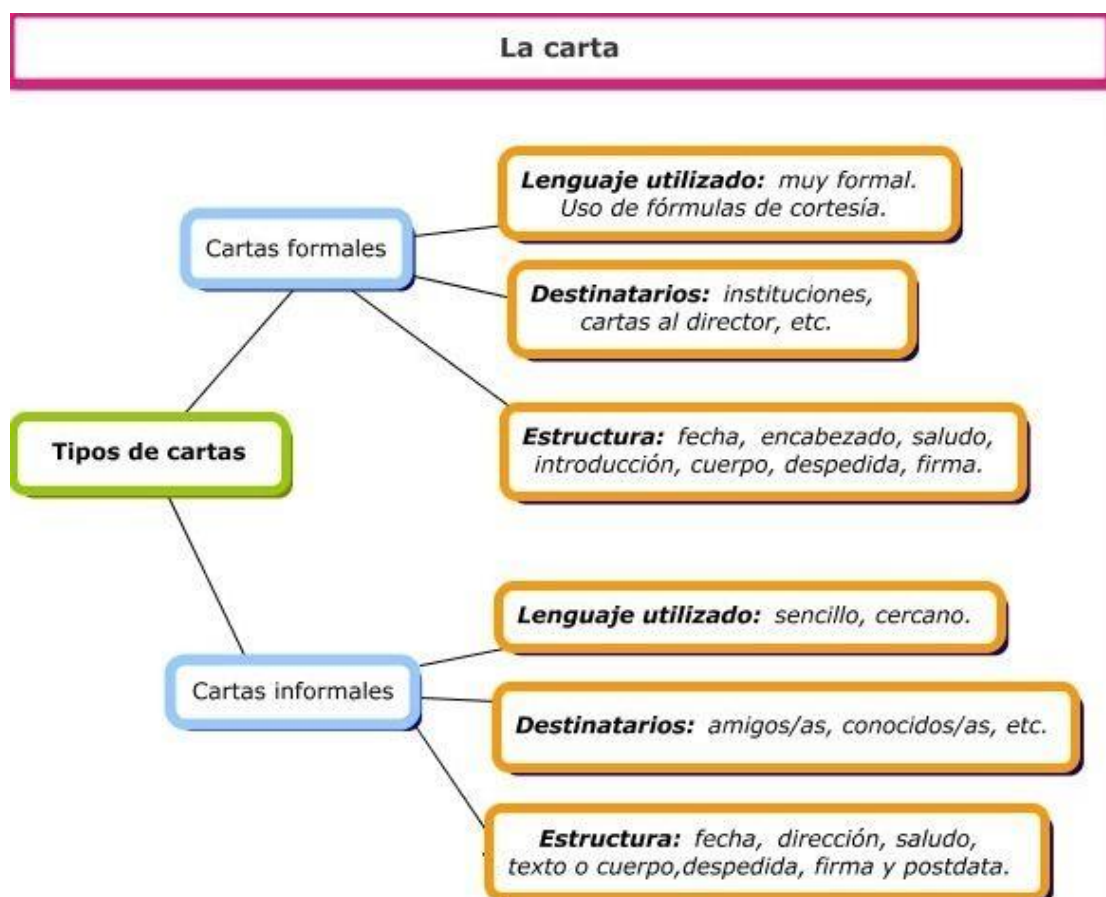 La carta
Cartas formales
Lenguaje utilizado: muy formal.
Uso de fórmulas de cortesía.
Destinatarios: instituciones,
cartas al director, etc.
Estructura: fecha, encabezado, saludo,
introducción, cuerpo, despedida, firma.
Tipos de cartas
Cartas informales
Lenguaje utilizado: sencillo, cercano.
Destinatarios: amigos/as, conocidos/as, etc.
Estructura: fecha, dirección, saludo,
texto o cuerpo,despedida, firma y postdata.